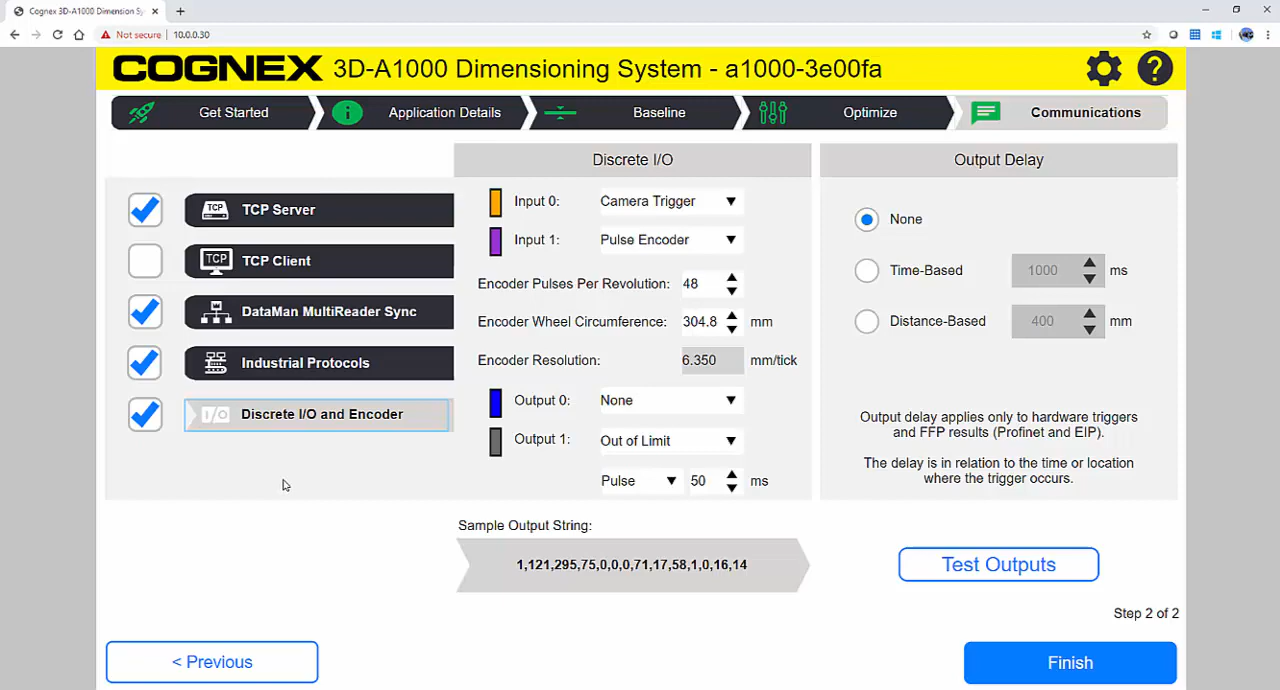 Cognex 3D-A1000 Dimension Sy
Not secure | 10.0.0.30
COGNEX 3D-A1000 Dimensioning System - a1000-3e00fa
Get Started
Application Details
Baseline
Optimize
Communications
TCP TCP Server
TCP TCP Client
DataMan MultiReader Sync
Industrial Protocols
I/O Discrete I/O and Encoder
Discrete I/O
Input 0: Camera Trigger
Input 1: Pulse Encoder
Encoder Pulses Per Revolution: 48
Encoder Wheel Circumference: 304.8 mm
Encoder Resolution: 6.350 mm/tick
Output 0: None
Output 1: Out of Limit
Pulse 50 ms
Output Delay
None
Time-Based 1000 ms
Distance-Based 400 mm
Output delay applies only to hardware triggers
and FFP results (Profinet and EIP).
The delay is in relation to the time or location
where the trigger occurs.
Sample Output String:
1,121,295,75,0,0,0,71,17,58,1,0,16,14
Test Outputs
Step 2 of 2
< Previous
Finish